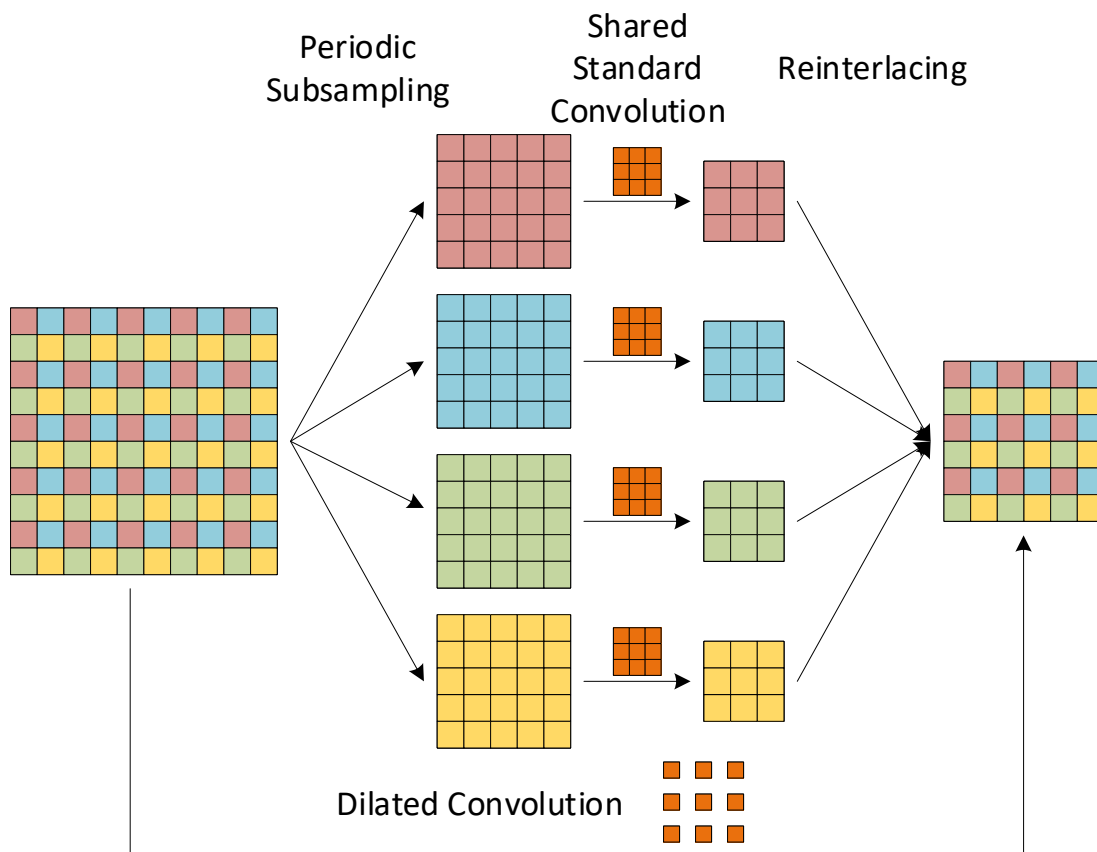 Periodic
Subsampling
Shared
Standard
Convolution
Reinterlacing
Dilated Convolution